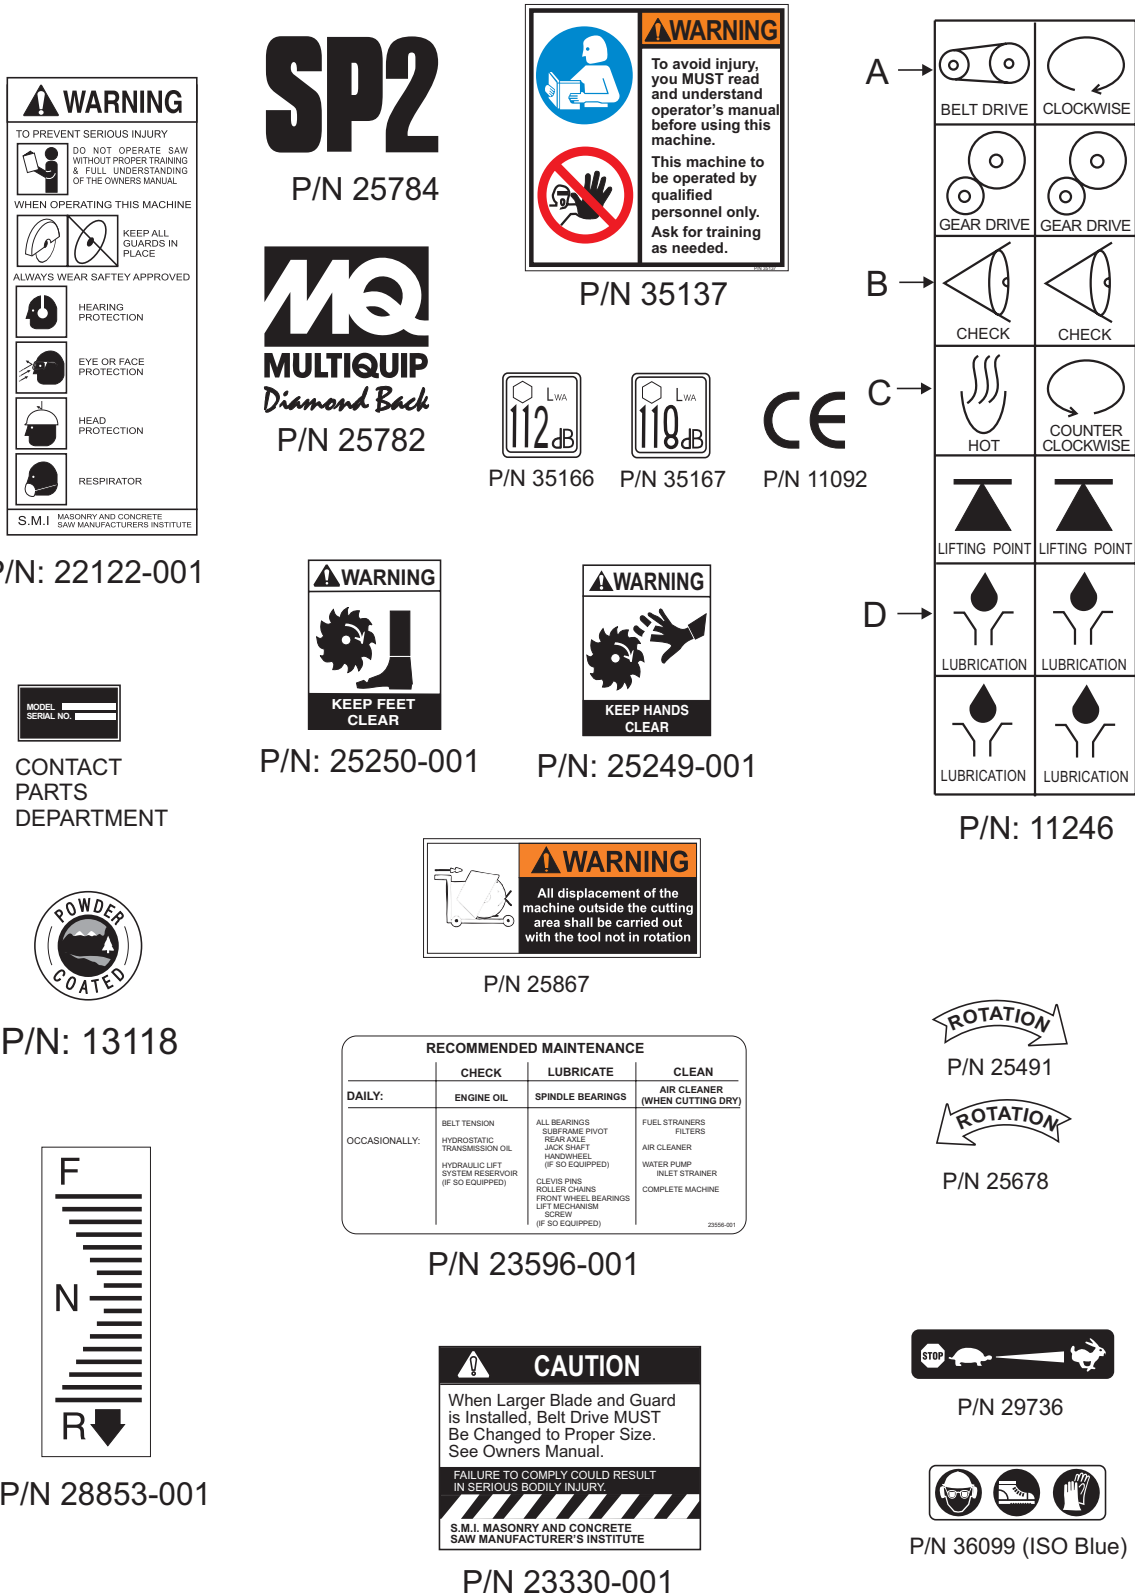 WARNING
TO PREVENT SERIOUS INJURY
DO NOT OPERATE SAW
WITHOUT PROPER TRAINING
& FULL UNDERSTANDING
OF THE OWNERS MANUAL
WHEN OPERATING THIS MACHINE
KEEP ALL
GUARDS IN
PLACE
ALWAYS WEAR SAFTEY APPROVED
HEARING
PROTECTION
EYE OR FACE
PROTECTION
HEAD
PROTECTION
RESPIRATOR
S.M.I
MASONRY AND CONCRETE
SAW MANUFACTURERS INSTITUTE
P/N: 22122-001
SP2
P/N 25784
MQ
MULTIQUIP
Diamond Back
P/N 25782
WARNING
To avoid injury,
you MUST read
and understand
operator's manual
before using this
machine.
This machine to
be operated by
qualified
personnel only.
Ask for training
as needed.
P/N 35137
P/N 35137
LWA
112 dB
P/N 35166
LWA
118 dB
P/N 35167
CE
P/N 11092
A
BELT DRIVE
CLOCKWISE
GEAR DRIVE
GEAR DRIVE
B
CHECK
CHECK
C
HOT
COUNTER
CLOCKWISE
LIFTING POINT
LIFTING POINT
D
LUBRICATION
LUBRICATION
LUBRICATION
LUBRICATION
P/N: 11246
WARNING
KEEP FEET
CLEAR
P/N: 25250-001
WARNING
KEEP HANDS
CLEAR
P/N: 25249-001
MODEL
SERIAL NO.
CONTACT
PARTS
DEPARTMENT
WARNING
All displacement of the
machine outside the cutting
area shall be carried out
with the tool not in rotation
P/N 25867
POWDER
COATED
P/N: 13118
ROTATION
P/N 25491
ROTATION
P/N 25678
RECOMMENDED MAINTENANCE
CHECK
LUBRICATE
CLEAN
DAILY:
ENGINE OIL
SPINDLE BEARINGS
AIR CLEANER
(WHEN CUTTING DRY)
OCCASIONALLY:
BELT TENSION
HYDROSTATIC
TRANSMISSION OIL
HYDRAULIC LIFT
SYSTEM RESERVOIR
(IF SO EQUIPPED)
ALL BEARINGS
SUBFRAME PIVOT
REAR AXLE
JACK SHAFT
HANDWHEEL
(IF SO EQUIPPED)
CLEVIS PINS
ROLLER CHAINS
FRONT WHEEL BEARINGS
LIFT MECHANISM
SCREW
(IF SO EQUIPPED)
FUEL STRAINERS
FILTERS
AIR CLEANER
WATER PUMP
INLET STRAINER
COMPLETE MACHINE
23556-001
P/N 23596-001
F
N
R
P/N 28853-001
CAUTION
When Larger Blade and Guard
is Installed, Belt Drive MUST
Be Changed to Proper Size.
See Owners Manual.
FAILURE TO COMPLY COULD RESULT
IN SERIOUS BODILY INJURY.
S.M.I. MASONRY AND CONCRETE
SAW MANUFACTURER'S INSTITUTE
P/N 23330-001
STOP
P/N 29736
P/N 36099 (ISO Blue)